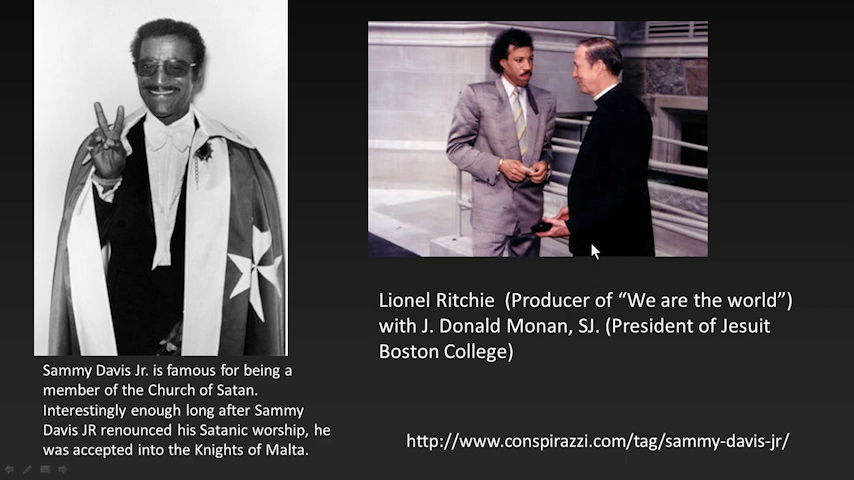 Sammy Davis Jr. is famous for being a
member of the Church of Satan.
Interestingly enough long after Sammy
Davis JR renounced his Satanic worship, he
was accepted into the Knights of Malta.
Lionel Ritchie (Producer of “We are the world”)
with J. Donald Monan, SJ. (President of Jesuit
Boston College)
http://www.conspirazzi.com/tag/sammy-davis-jr/